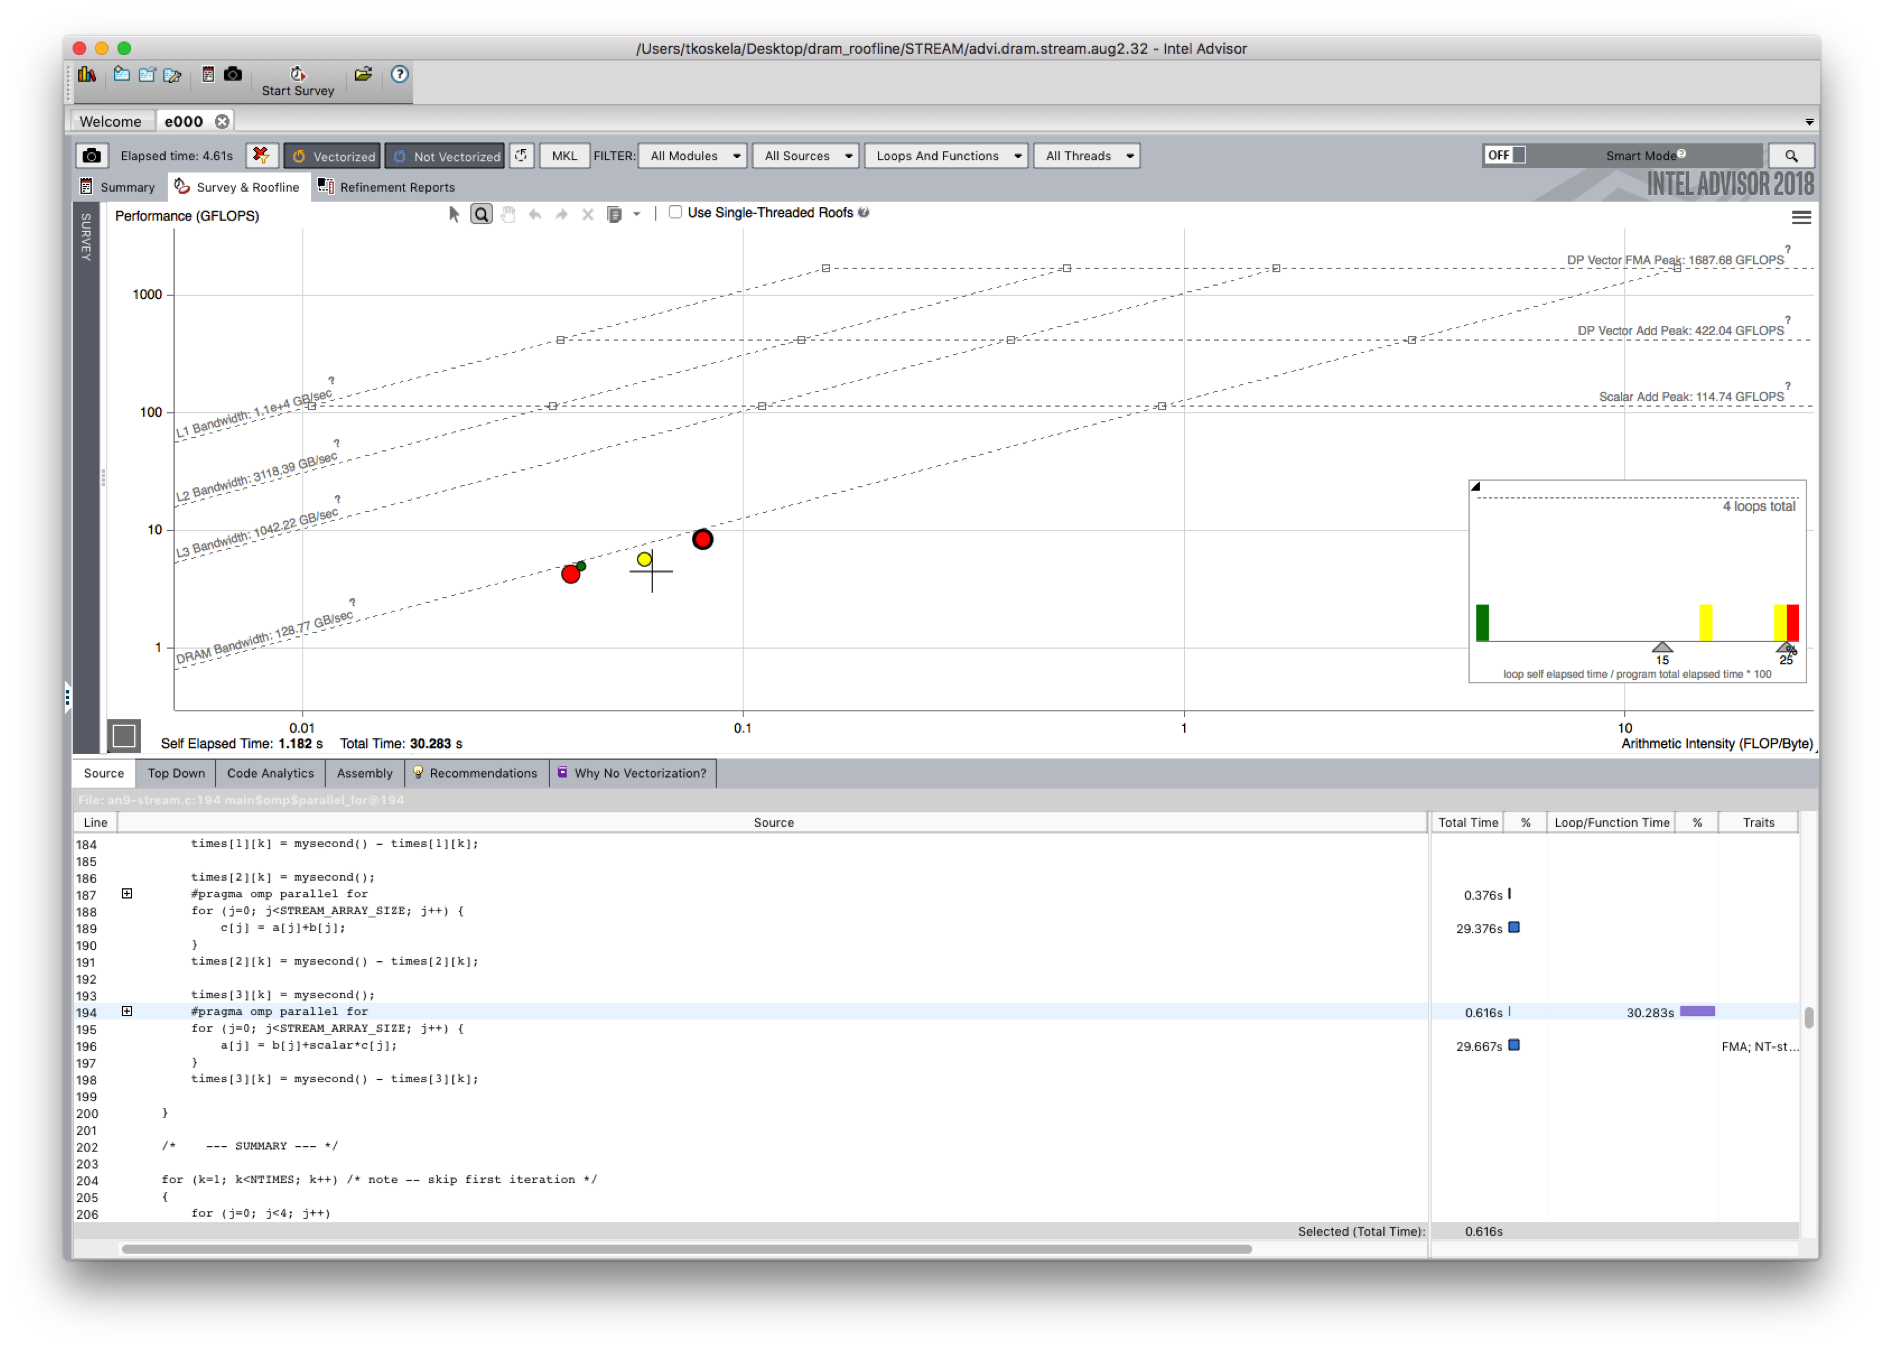 /Users/tkoskela/Desktop/dram_roofline/STREAM/advi.dram.stream.aug2.32 - Intel Advisor
Start Survey
Welcome e000
Elapsed time: 4.61s Vectorized Not Vectorized MKL FILTER: All Modules All Sources Loops And Functions All Threads OFF Smart Mode
INTEL ADVISOR 2018
Summary Survey & Roofline Refinement Reports
SURVEY
Performance (GFLOPS) Use Single-Threaded Roofs
DP Vector FMA Peak: 1687.68 GFLOPS ?
1000
DP Vector Add Peak: 422.04 GFLOPS ?
Scalar Add Peak: 114.74 GFLOPS ?
100
L1 Bandwidth: 1.1e+4 GB/sec ?
L2 Bandwidth: 3118.39 GB/sec ?
L3 Bandwidth: 1042.22 GB/sec ?
10
DRAM Bandwidth: 128.77 GB/sec ?
1
4 loops total
15 25 %
loop self elapsed time / program total elapsed time * 100
0.01 0.1 1 10
Self Elapsed Time: 1.182 s Total Time: 30.283 s Arithmetic Intensity (FLOP/Byte)
Source Top Down Code Analytics Assembly Recommendations Why No Vectorization?
File: an9-stream.c:194 main$omp$parallel_for@194
Line Source Total Time % Loop/Function Time % Traits
184 times[1][k] = mysecond() - times[1][k];
185
186 times[2][k] = mysecond();
187 #pragma omp parallel for 0.376s
188 for (j=0; j<STREAM_ARRAY_SIZE; j++) {
189 c[j] = a[j]+b[j]; 29.376s
190 }
191 times[2][k] = mysecond() - times[2][k];
192
193 times[3][k] = mysecond();
194 #pragma omp parallel for 0.616s 30.283s
195 for (j=0; j<STREAM_ARRAY_SIZE; j++) {
196 a[j] = b[j]+scalar*c[j]; 29.667s FMA; NT-st...
197 }
198 times[3][k] = mysecond() - times[3][k];
199
200 }
201
202 /* --- SUMMARY --- */
203
204 for (k=1; k<NTIMES; k++) /* note -- skip first iteration */
205 {
206 for (j=0; j<4; j++)
Selected (Total Time): 0.616s